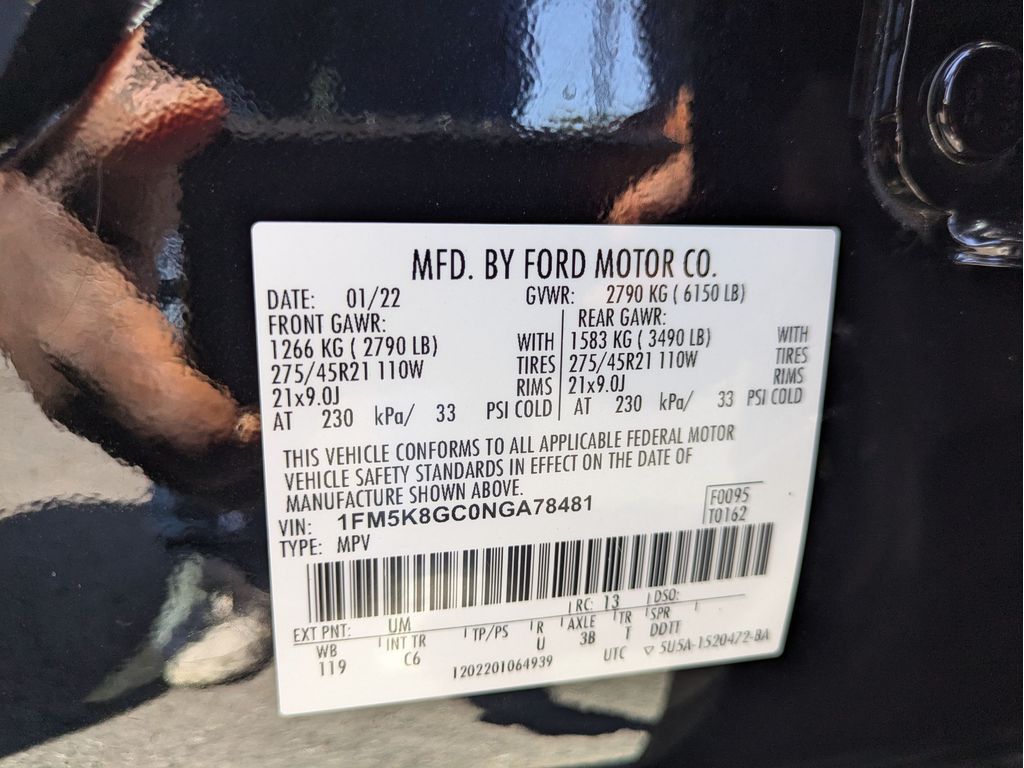 MFD. BY FORD MOTOR CO.
DATE: 01/22 GVWR: 2790 KG ( 6150 LB)
FRONT GAWR: REAR GAWR:
1266 KG ( 2790 LB) WITH 1583 KG ( 3490 LB) WITH
275/45R21 110W TIRES 275/45R21 110W TIRES
21x9.0J RIMS 21x9.0J RIMS
AT 230 kPa/ 33 PSI COLD AT 230 kPa/ 33 PSI COLD
THIS VEHICLE CONFORMS TO ALL APPLICABLE FEDERAL MOTOR
VEHICLE SAFETY STANDARDS IN EFFECT ON THE DATE OF
MANUFACTURE SHOWN ABOVE.
F0095
VIN: 1FM5K8GC0NGA78481
T0162
TYPE: MPV
EXT PNT: UM RC: 13 DSO:
WB INT TR TP/PS R AXLE TR SPR
119 C6 U 3B T DDTT
1202201064939 UTC ▽ 5U5A-1520472-BA